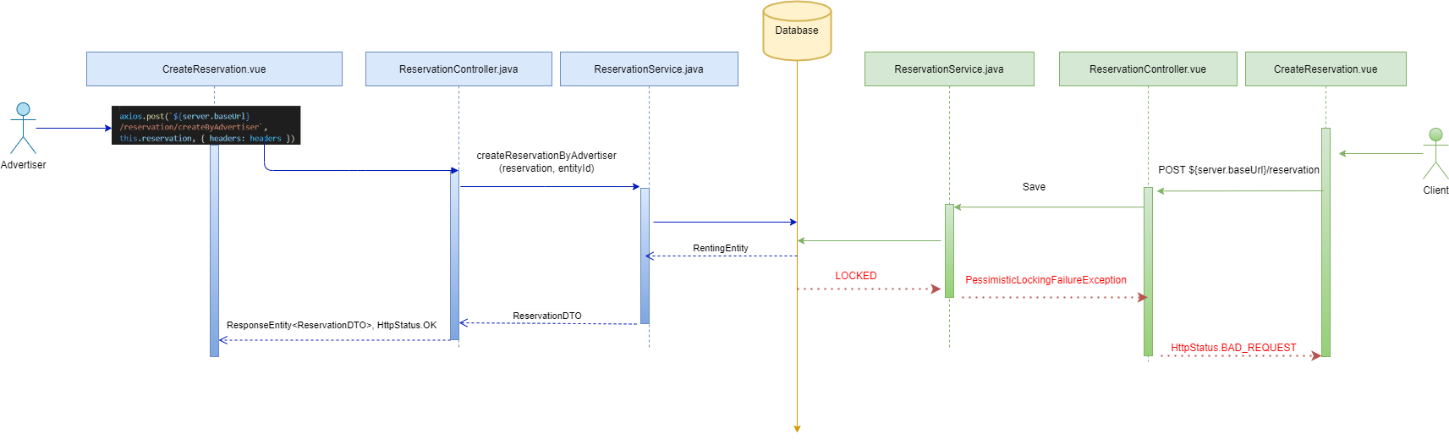 Database
CreateReservation.vue
ReservationController.java
ReservationService.java
ReservationService.java
ReservationController.vue
CreateReservation.vue
axios.post(`${server.baseUrl}
/reservation/createByAdvertiser`,
this.reservation, { headers: headers })
Advertiser
Client
createReservationByAdvertiser
(reservation, entityId)
POST ${server.baseUrl}/reservation
Save
RentingEntity
LOCKED
PessimisticLockingFailureException
ReservationDTO
ResponseEntity<ReservationDTO>, HttpStatus.OK
HttpStatus.BAD_REQUEST